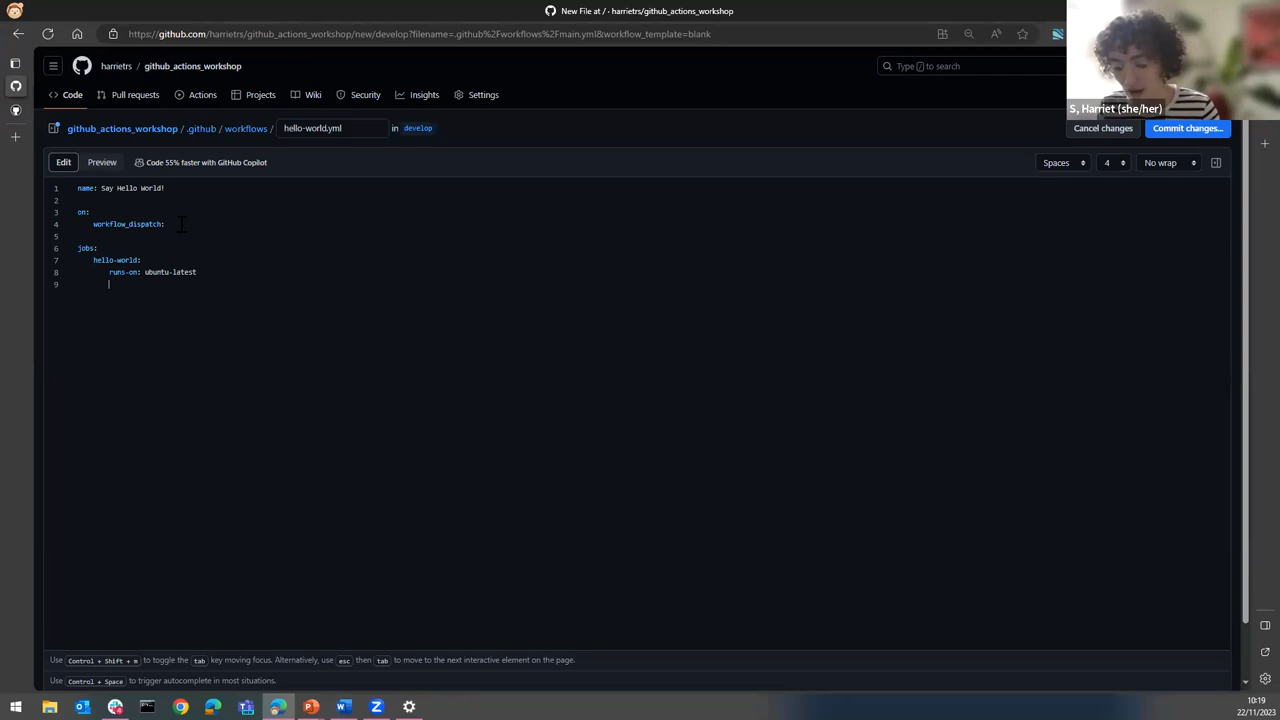 New File at / · harrietrs/github_actions_workshop
https://github.com/harrietrs/github_actions_workshop/new/develop?filename=.github%2Fworkflows%2Fmain.yml&workflow_template=blank
harrietrs / github_actions_workshop
Type / to search
S, Harriet (she/her)
Code Pull requests Actions Projects Wiki Security Insights Settings
github_actions_workshop / .github / workflows / hello-world.yml in develop
Cancel changes Commit changes...
Edit Preview Code 55% faster with GitHub Copilot Spaces 4 No wrap
1 name: Say Hello World!
2
3 on:
4 workflow_dispatch:
5
6 jobs:
7 hello-world:
8 runs-on: ubuntu-latest
9
Use Control + Shift + m to toggle the tab key moving focus. Alternatively, use esc then tab to move to the next interactive element on the page.
Use Control + Space to trigger autocomplete in most situations.
10:19
22/11/2023